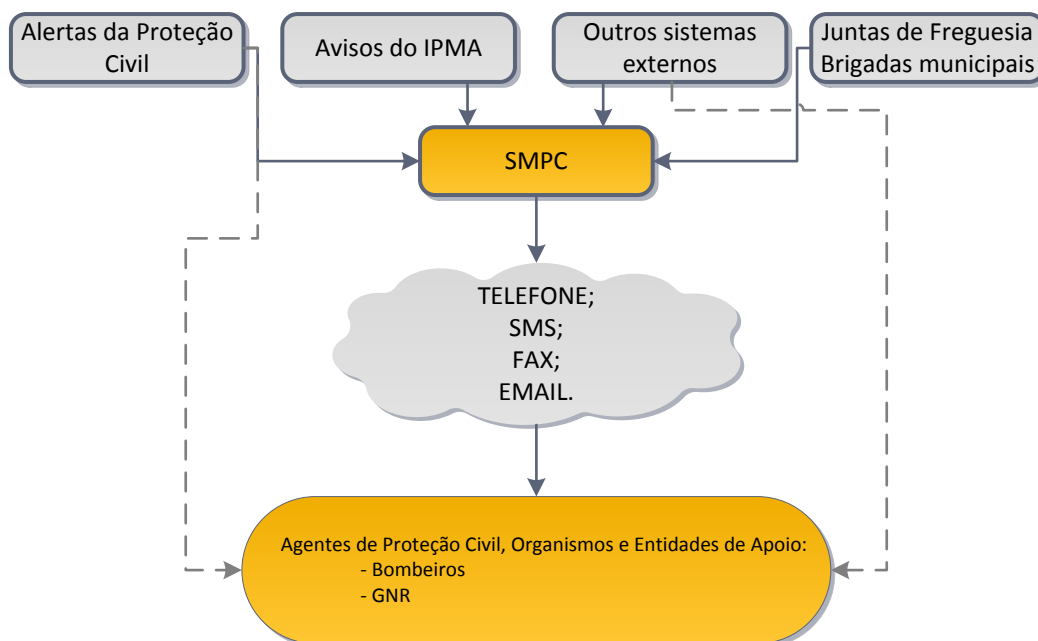 Alertas da Proteção
Civil
Avisos do IPMA
Outros sistemas
externos
Juntas de Freguesia
Brigadas municipais
SMPC
TELEFONE;
SMS;
FAX;
EMAIL.
Agentes de Proteção Civil, Organismos e Entidades de Apoio:
- Bombeiros
- GNR